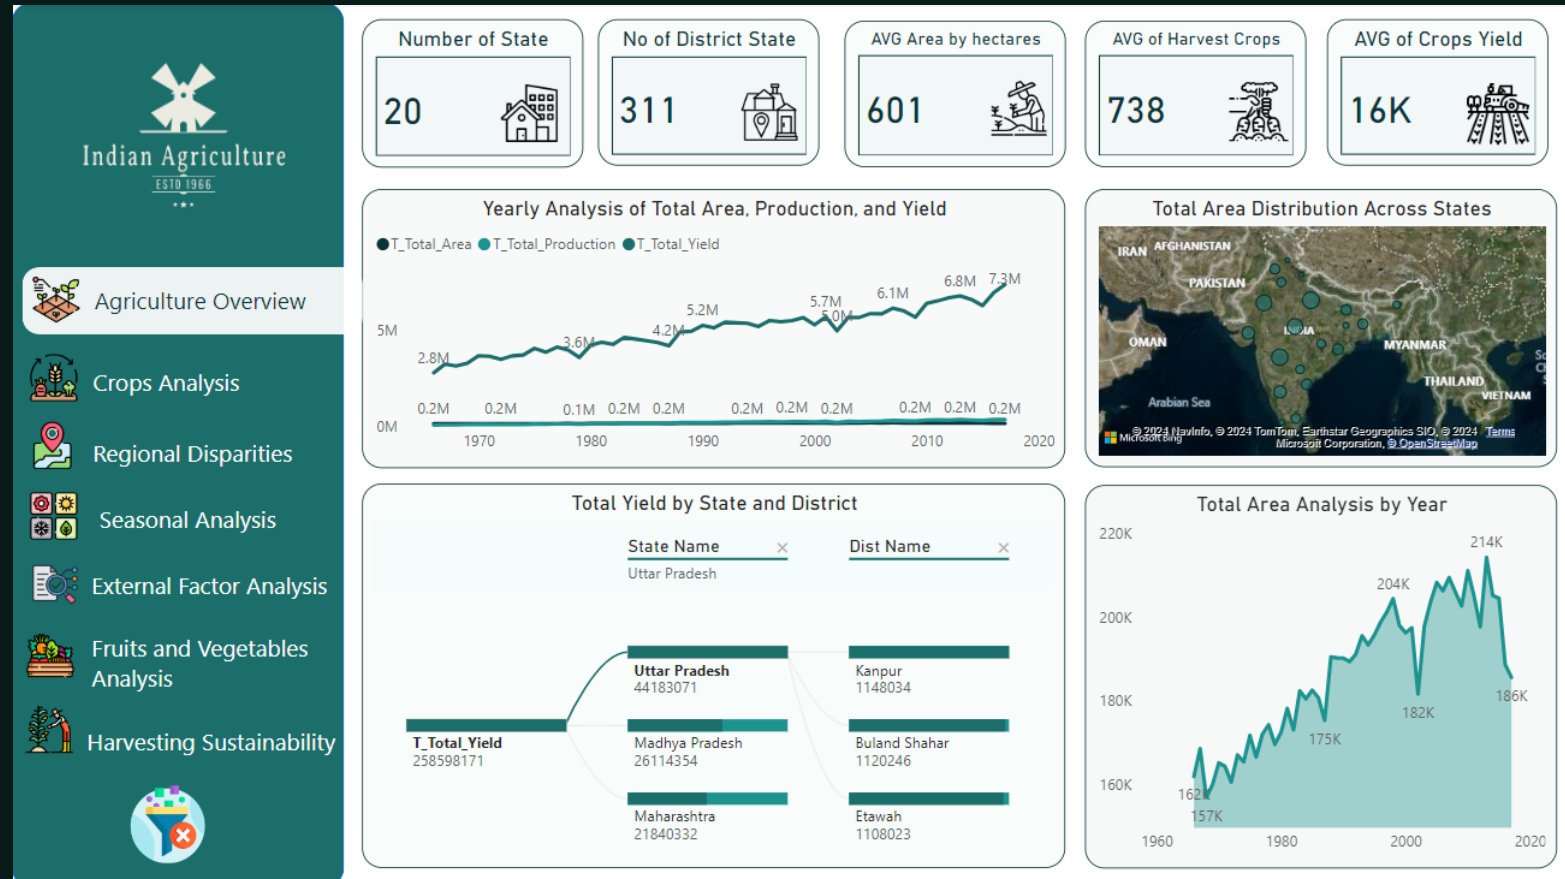 Indian Agriculture
ESTD 1966
Agriculture Overview
Crops Analysis
Regional Disparities
Seasonal Analysis
External Factor Analysis
Fruits and Vegetables
Analysis
Harvesting Sustainability
Number of State
20
No of District State
311
AVG Area by hectares
601
AVG of Harvest Crops
738
AVG of Crops Yield
16K
Yearly Analysis of Total Area, Production, and Yield
T_Total_Area T_Total_Production T_Total_Yield
7.3M
6.8M
6.1M
5.7M
5.2M
5.0M
5M
4.2M
3.6M
2.8M
0.2M 0.2M 0.1M 0.2M 0.2M 0.2M 0.2M 0.2M 0.2M 0.2M 0.2M
0M
1970 1980 1990 2000 2010 2020
Total Area Distribution Across States
IRAN AFGHANISTAN
PAKISTAN
INDIA
OMAN
MYANMAR
THAILAND
VIETNAM
Arabian Sea
Microsoft Bing
© 2024 NavInfo, © 2024 TomTom, Earthstar Geographics SIO, © 2024 Terms
Microsoft Corporation, © OpenStreetMap
Total Yield by State and District
State Name
Uttar Pradesh
Dist Name
T_Total_Yield
258598171
Uttar Pradesh
44183071
Madhya Pradesh
26114354
Maharashtra
21840332
Kanpur
1148034
Buland Shahar
1120246
Etawah
1108023
Total Area Analysis by Year
220K
214K
204K
200K
186K
182K
180K
175K
160K
162K
157K
1960 1980 2000 2020